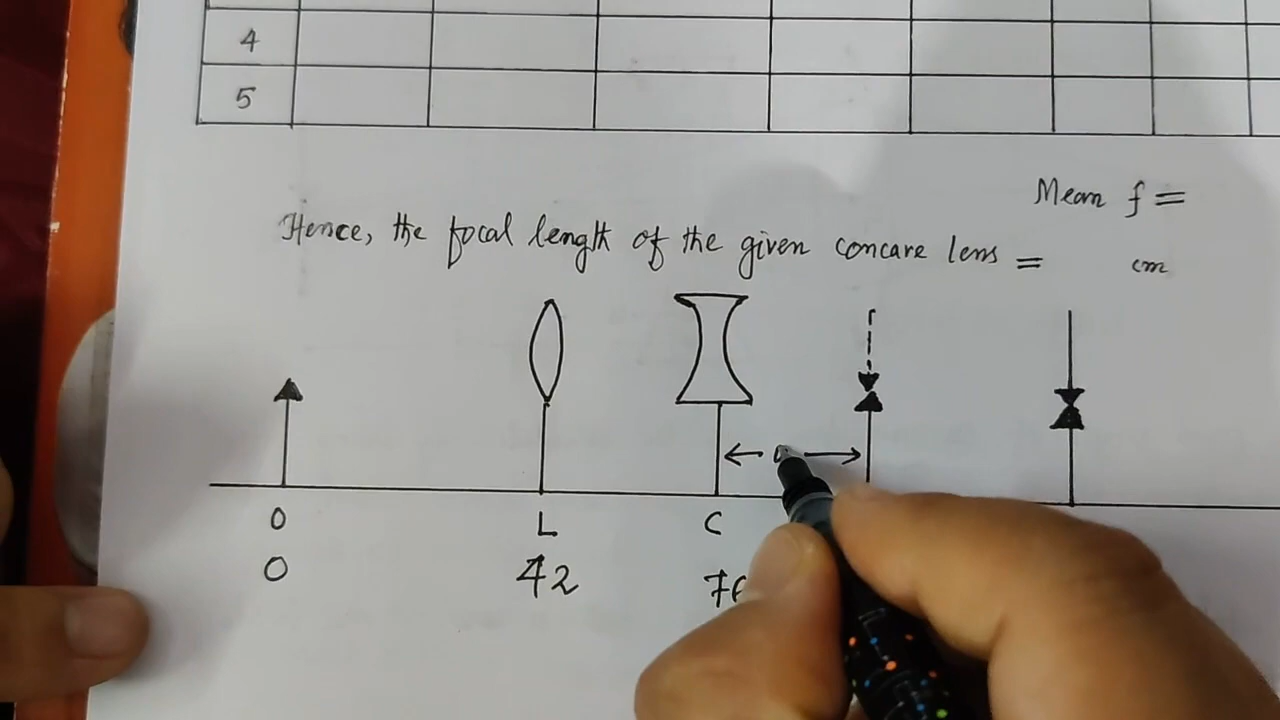 4
5
Mean f =
Hence, the focal length of the given concave lens = cm
O L C
0 42